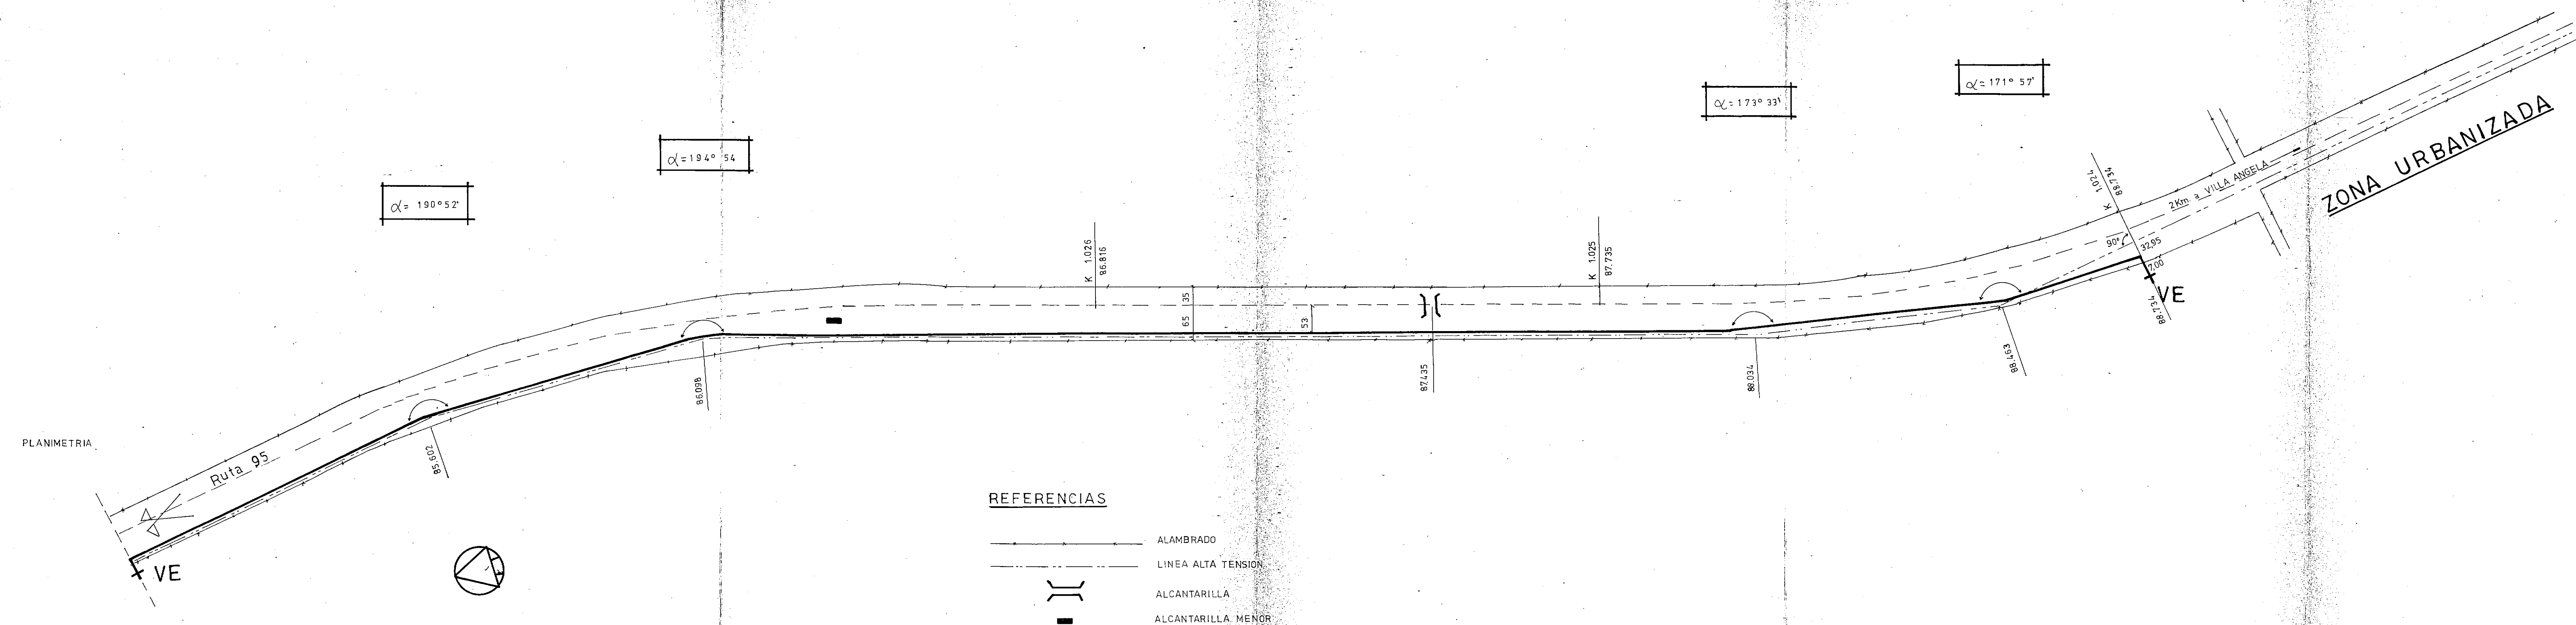 α=171° 57'
α=173° 33'
α=194° 54
α= 190°52'
ZONA URBANIZADA
2Km. a VILLA ANGELA
K 1.024
88.734
90°
32,95
7.00
VE
88.734
K 1.026
86.816
K 1.025
87.735
35
65
53
86.098
87.435
88.034
88.463
85.602
PLANIMETRIA
Ruta 95
VE
REFERENCIAS
ALAMBRADO
LINEA ALTA TENSION
ALCANTARILLA
ALCANTARILLA MENOR